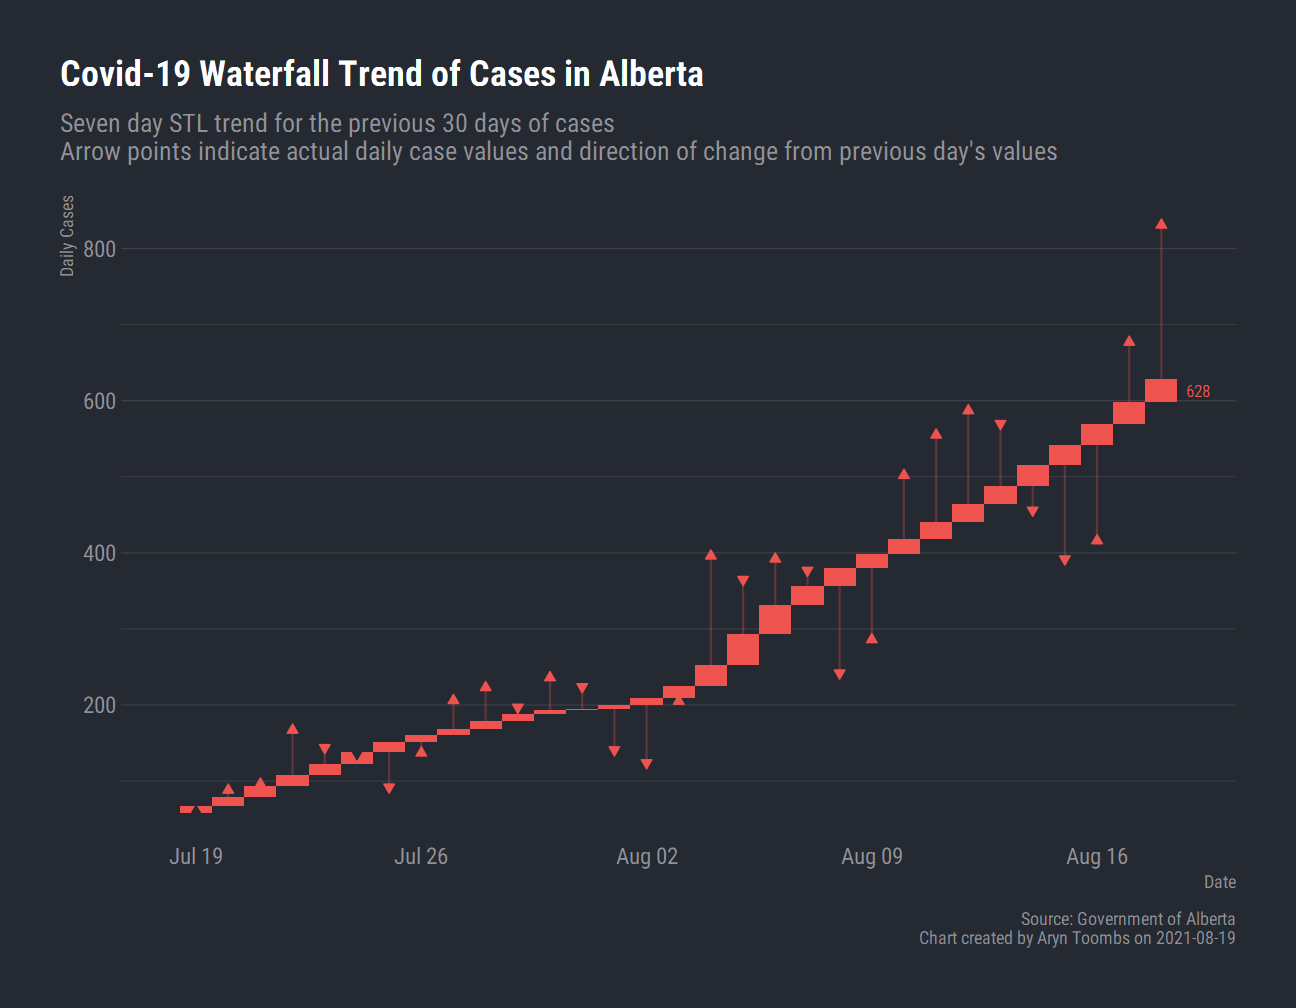 Covid-19 Waterfall Trend of Cases in Alberta
Seven day STL trend for the previous 30 days of cases
Arrow points indicate actual daily case values and direction of change from previous day's values
Daily Cases
800
600
400
200
628
Jul 19
Jul 26
Aug 02
Aug 09
Aug 16
Date
Source: Government of Alberta
Chart created by Aryn Toombs on 2021-08-19